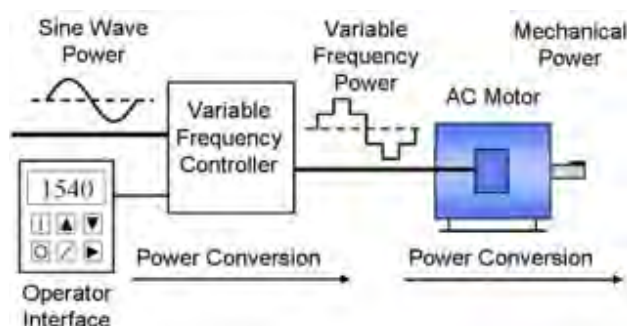 Sine Wave
Power
Variable
Frequency
Power
Mechanical
Power
AC Motor
Variable
Frequency
Controller
1540
Power Conversion
Power Conversion
Operator
Interface